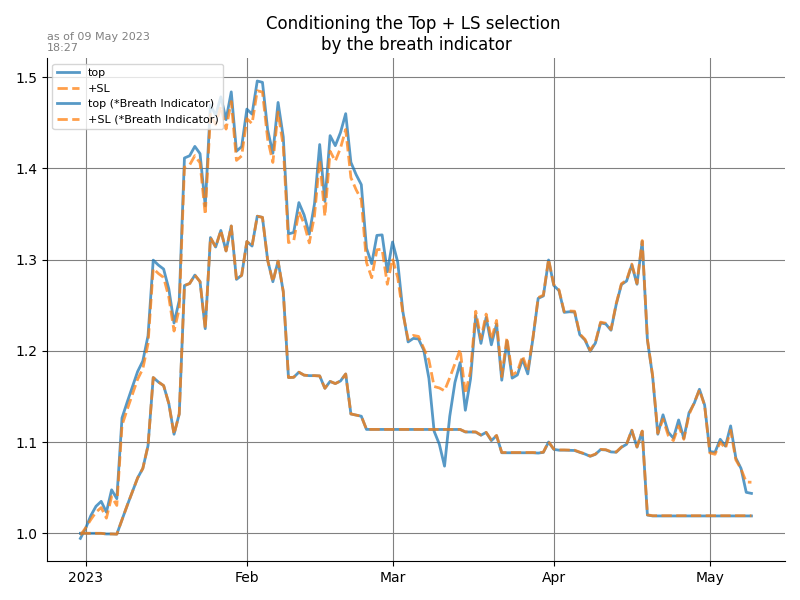 Conditioning the Top + LS selection
by the breath indicator
as of 09 May 2023
18:27
top
+SL
top (*Breath Indicator)
+SL (*Breath Indicator)
1.5
1.4
1.3
1.2
1.1
1.0
2023 Feb Mar Apr May